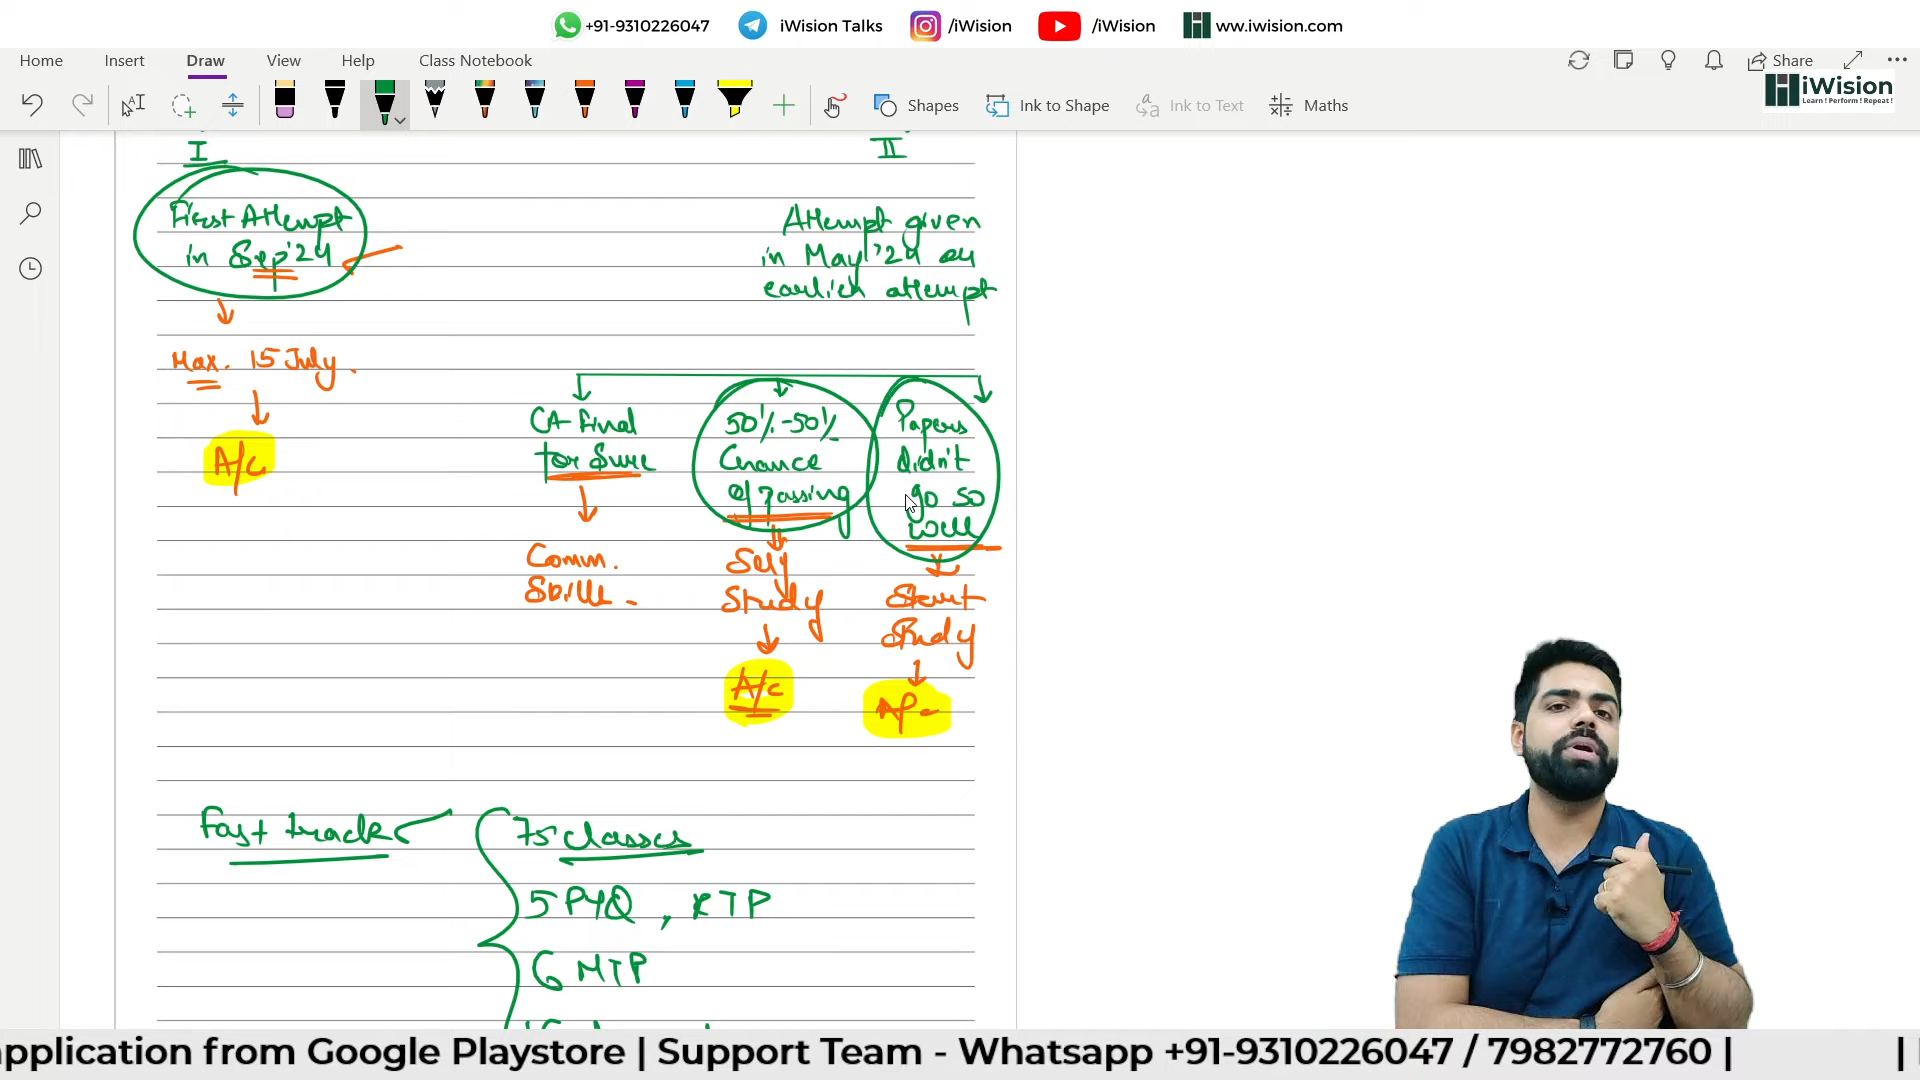 +91-9310226047 iWision Talks /iWision /iWision ww.iwision.com
Home Insert Draw View Help Class Notebook Share
Shapes Ink to Shape Ink to Text Maths
iWision
Learn ! Perform ! Repeat !
I
First Attempt
in Sep'24
Max. 15 July.
A/c
II
Attempt given
in May'24 or
earlier attempt
CA Final
for Sure
Comm.
Skills.
50%-50%
Chance
of Passing
Self
Study
A/c
Papers
didn't
go so
well
Start
Study
Fast track
75 classes
5 PYQ, RTP
6 MTP
application from Google Playstore | Support Team - Whatsapp +91-9310226047 / 7982772760 | |